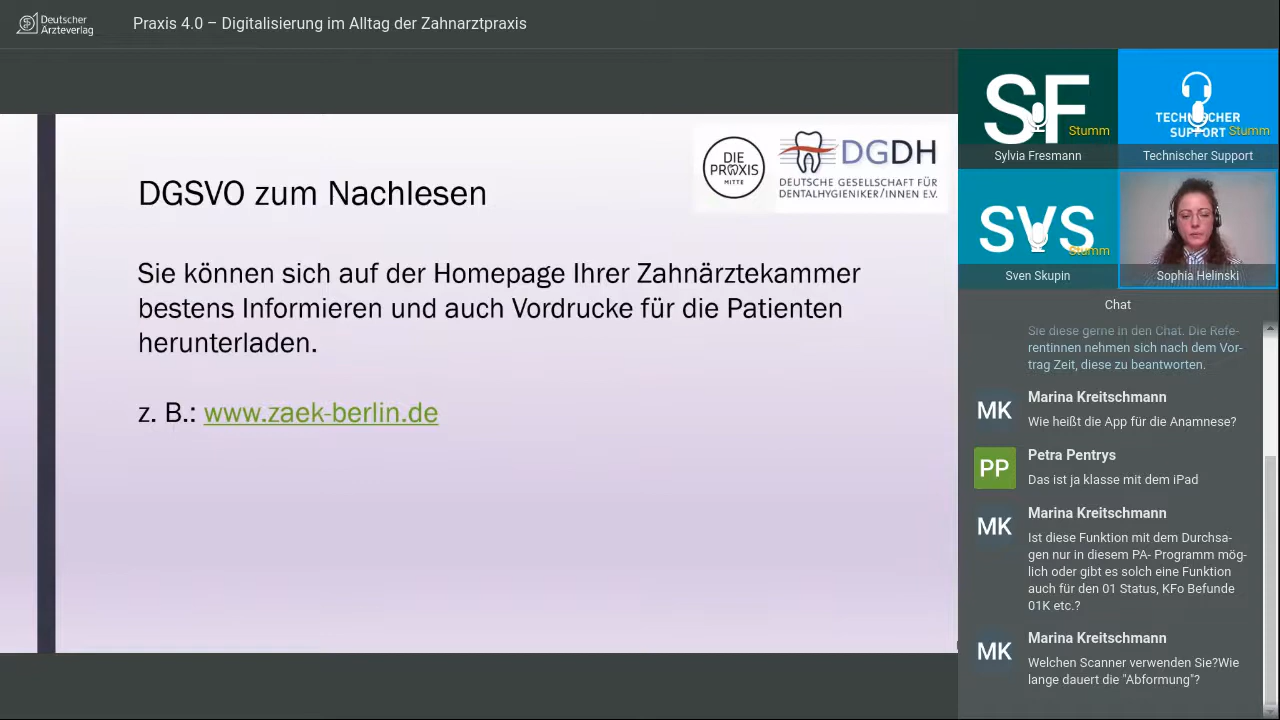 Deutscher
Ärzteverlag
Praxis 4.0 – Digitalisierung im Alltag der Zahnarztpraxis
DGSVO zum Nachlesen
DIE
PRAXIS
MITTE
DGDH
DEUTSCHE GESELLSCHAFT FÜR
DENTALHYGIENIKER/INNEN E.V.
Sie können sich auf der Homepage Ihrer Zahnärztekammer
bestens Informieren und auch Vordrucke für die Patienten
herunterladen.
z. B.: www.zaek-berlin.de
SF
Stumm
Sylvia Fresmann
TECHNISCHER
SUPPORT
Stumm
Technischer Support
SVS
Stumm
Sven Skupin
Sophia Helinski
Chat
Sie diese gerne in den Chat. Die Refe-
rentinnen nehmen sich nach dem Vor-
trag Zeit, diese zu beantworten.
MK
Marina Kreitschmann
Wie heißt die App für die Anamnese?
PP
Petra Pentrys
Das ist ja klasse mit dem iPad
MK
Marina Kreitschmann
Ist diese Funktion mit dem Durchsa-
gen nur in diesem PA- Programm mög-
lich oder gibt es solch eine Funktion
auch für den 01 Status, KFo Befunde
01K etc.?
MK
Marina Kreitschmann
Welchen Scanner verwenden Sie?Wie
lange dauert die "Abformung"?